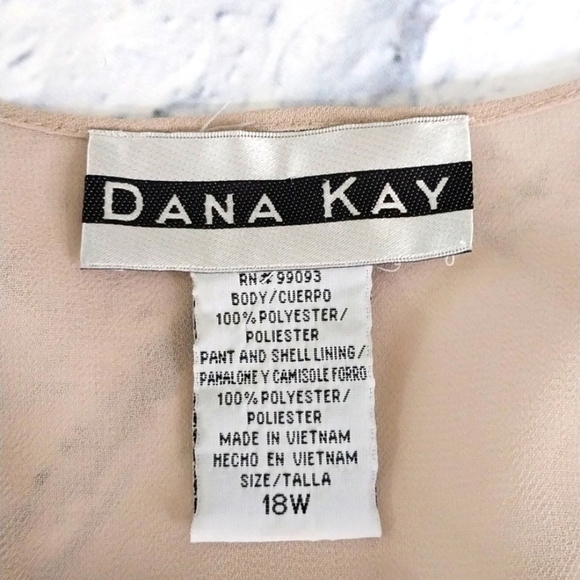 DANA KAY
RN# 99093
BODY/CUERPO
100% POLYESTER/
POLIESTER
PANT AND SHELL LINING/
PANALONE Y CAMISOLE FORRO
100% POLYESTER/
POLIESTER
MADE IN VIETNAM
HECHO EN VIETNAM
SIZE/TALLA
18W